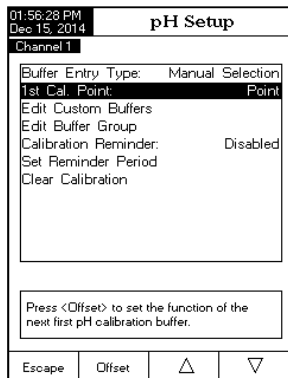 01:56:28 PM
Dec 15, 2014
pH Setup
Channel 1
Buffer Entry Type: Manual Selection
1st Cal. Point: Point
Edit Custom Buffers
Edit Buffer Group
Calibration Reminder: Disabled
Set Reminder Period
Clear Calibration
Press <Offset> to set the function of the
next first pH calibration buffer.
Escape Offset △ ▽